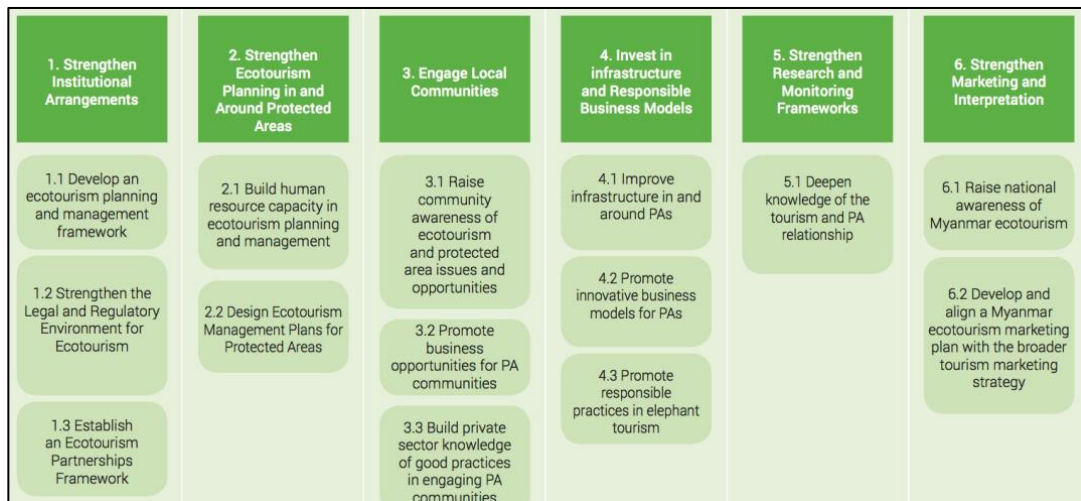 1. Strengthen
Institutional
Arrangements
1.1 Develop an
ecotourism planning
and management
framework
1.2 Strengthen the
Legal and Regulatory
Environment for
Ecotourism
1.3 Establish
an Ecotourism
Partnerships
Framework
2. Strengthen
Ecotourism
Planning in and
Around Protected
Areas
2.1 Build human
resource capacity in
ecotourism planning
and management
2.2 Design Ecotourism
Management Plans for
Protected Areas
3. Engage Local
Communities
3.1 Raise
community
awareness of
ecotourism
and protected
area issues and
opportunities
3.2 Promote
business
opportunities for PA
communities
3.3 Build private
sector knowledge
of good practices
in engaging PA
communities
4. Invest in
infrastructure
and Responsible
Business Models
4.1 Improve
infrastructure in and
around PAs
4.2 Promote
innovative business
models for PAs
4.3 Promote
responsible
practices in elephant
tourism
5. Strengthen
Research and
Monitoring
Frameworks
5.1 Deepen
knowledge of the
tourism and PA
relationship
6. Strengthen
Marketing and
Interpretation
6.1 Raise national
awareness of
Myanmar ecotourism
6.2 Develop and
align a Myanmar
ecotourism marketing
plan with the broader
tourism marketing
strategy